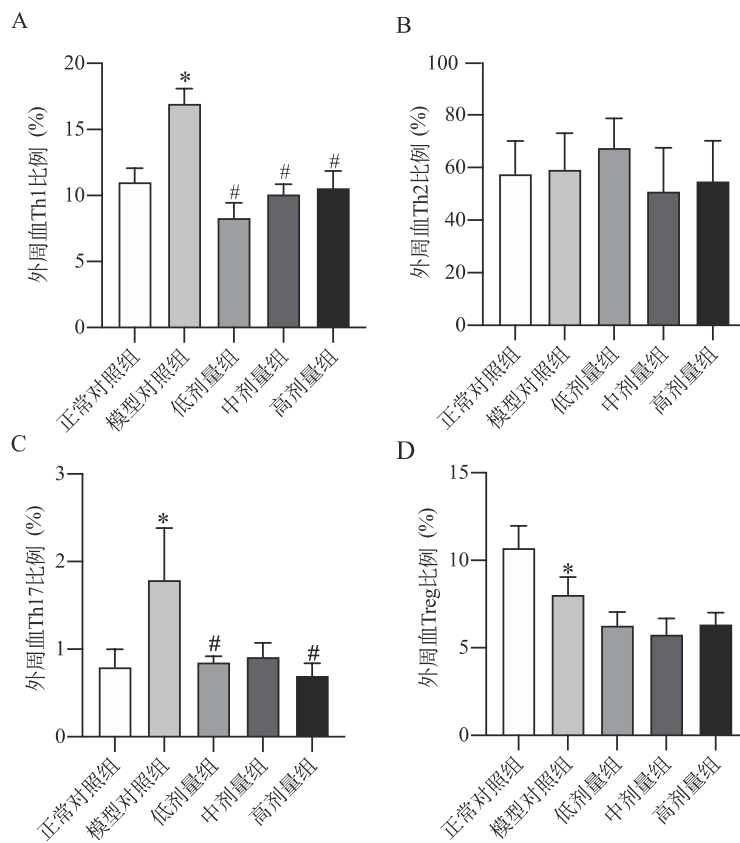 A
外周血Th1比例 (%)
20
15
10
5
0
*
#
#
#
正常对照组
模型对照组
低剂量组
中剂量组
高剂量组
B
外周血Th2比例 (%)
100
80
60
40
20
0
正常对照组
模型对照组
低剂量组
中剂量组
高剂量组
C
外周血Th17比例 (%)
3
2
1
0
*
#
#
正常对照组
模型对照组
低剂量组
中剂量组
高剂量组
D
外周血Treg比例 (%)
15
10
5
0
*
正常对照组
模型对照组
低剂量组
中剂量组
高剂量组